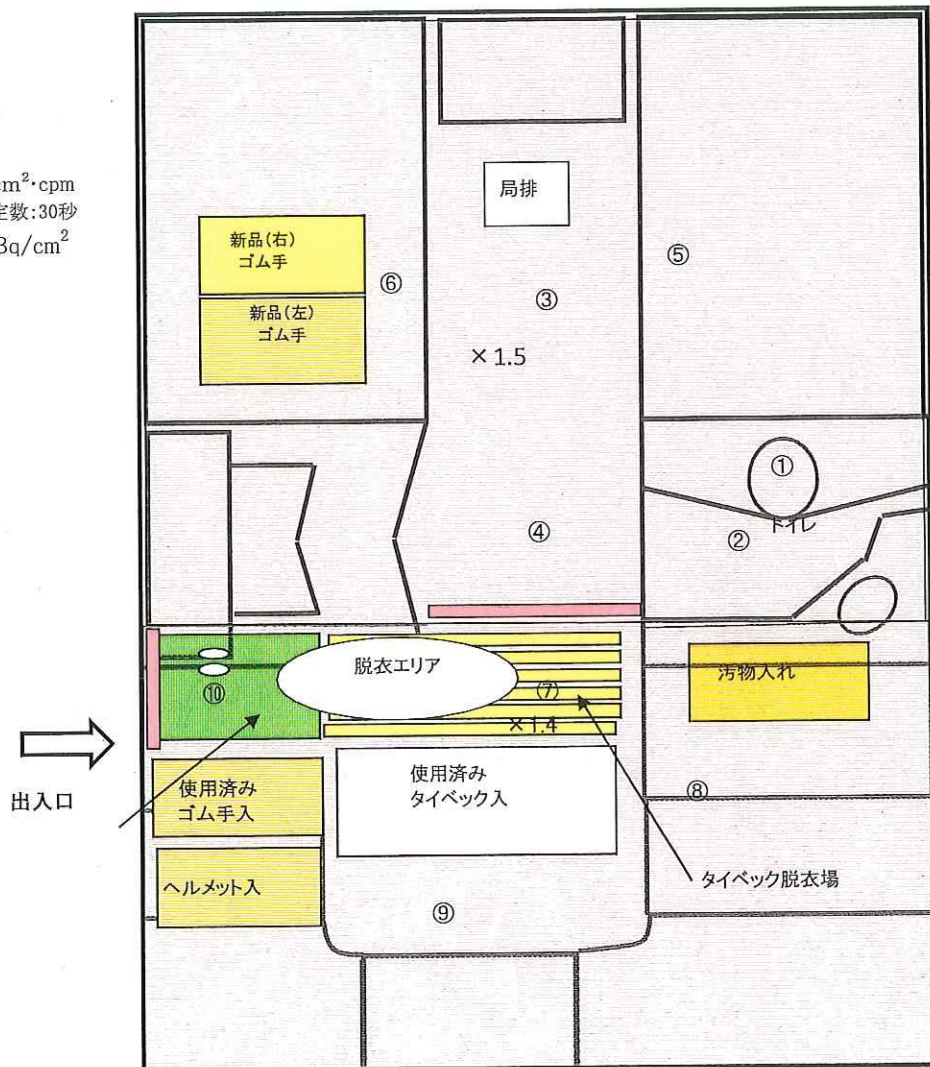 cm²・cpm
定数:30秒
Bq/cm²
局排
新品(右)
ゴム手
新品(左)
ゴム手
⑥
③
⑤
×1.5
①
トイレ
②
④
脱衣エリア
⑦
×1.4
⑩
汚物入れ
出入口
使用済み
ゴム手入
使用済み
タイベック入
⑧
ヘルメット入
タイベック脱衣場
⑨